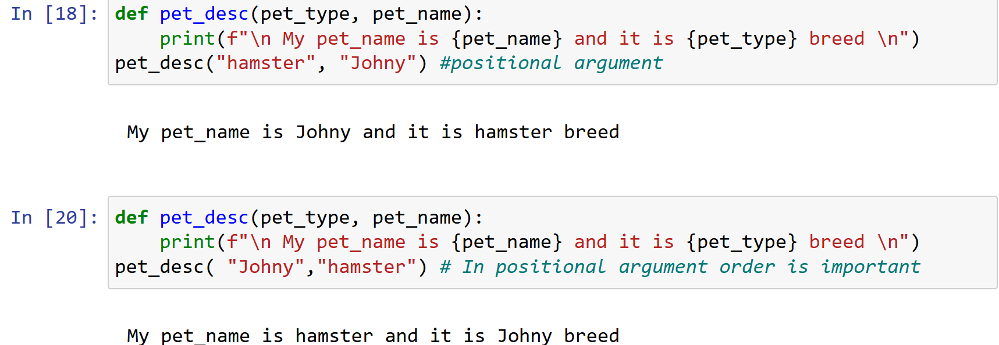 In [18]: def pet_desc(pet_type, pet_name):
    print(f"\n My pet_name is {pet_name} and it is {pet_type} breed \n")
pet_desc("hamster", "Johny") #positional argument
My pet_name is Johny and it is hamster breed
In [20]: def pet_desc(pet_type, pet_name):
    print(f"\n My pet_name is {pet_name} and it is {pet_type} breed \n")
pet_desc( "Johny","hamster") # In positional argument order is important
My pet_name is hamster and it is Johny breed